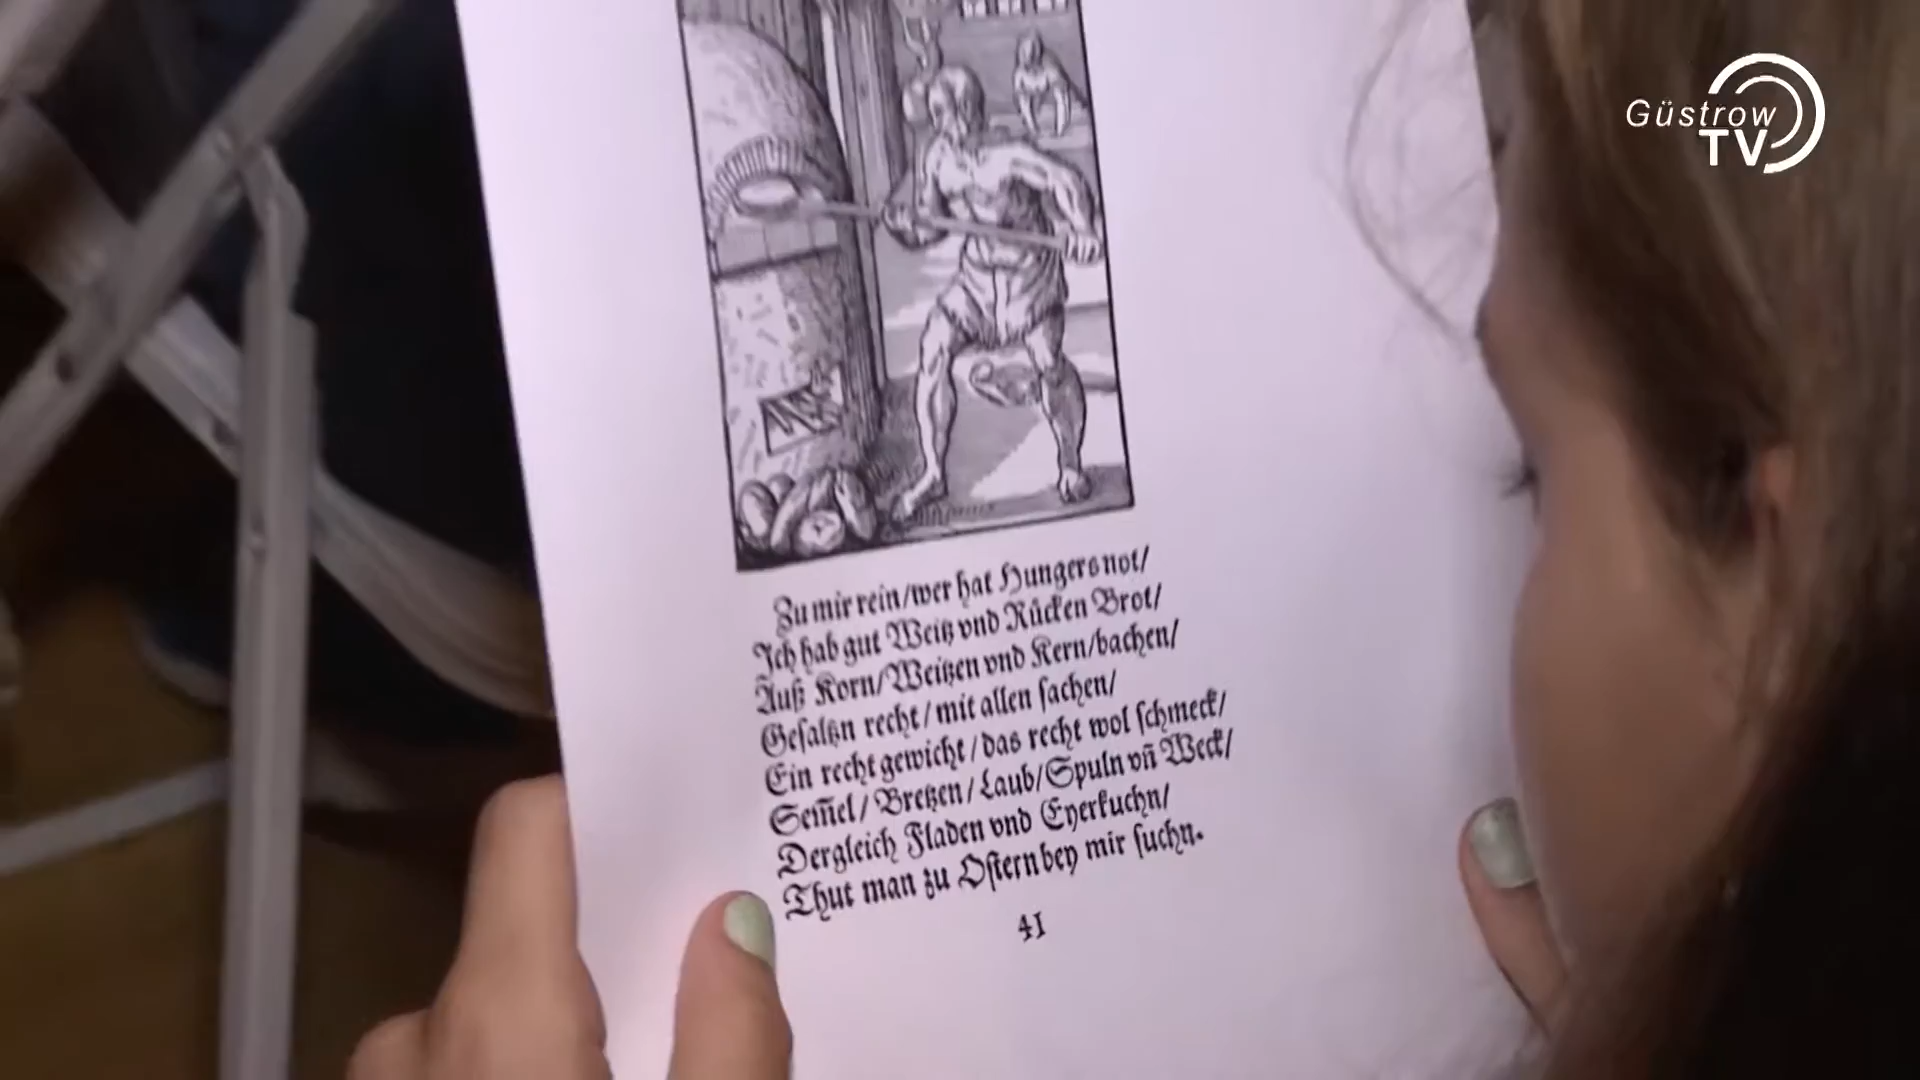 Güstrow
TV
Zu mir rein/wer hat Hungers not/
Ich hab gut Weitz vnd Rücken Brot/
Auß Korn/Weitzen vnd Kern/bachen/
Gesaltzn recht/mit allen sachen/
Ein recht gewicht/das recht wol schmeck/
Sem̃el/Bretzen/Laub/Spuln vñ Weck/
Dergleich Fladen vnd Eyerkuchn/
Thut man zu Ostern bey mir suchn.
41